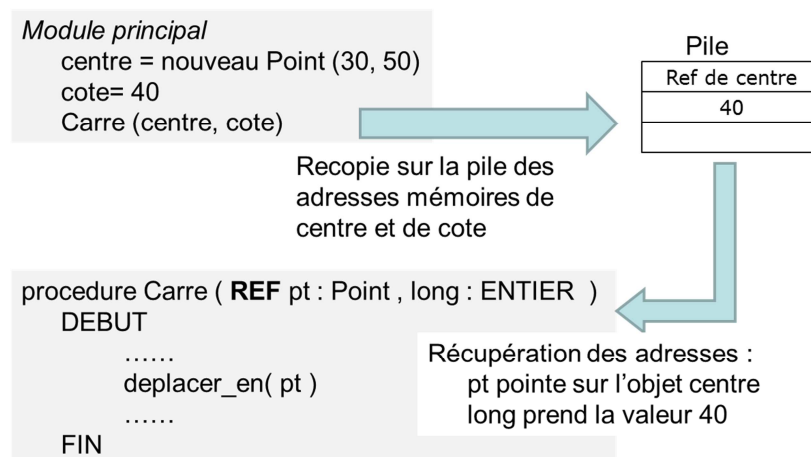 Module principal
centre = nouveau Point (30, 50)
cote= 40
Carre (centre, cote)
Pile
Ref de centre
40
Recopie sur la pile des
adresses mémoires de
centre et de cote
procedure Carre ( REF pt : Point , long : ENTIER )
DEBUT
......
deplacer_en( pt )
......
FIN
Récupération des adresses :
pt pointe sur l’objet centre
long prend la valeur 40